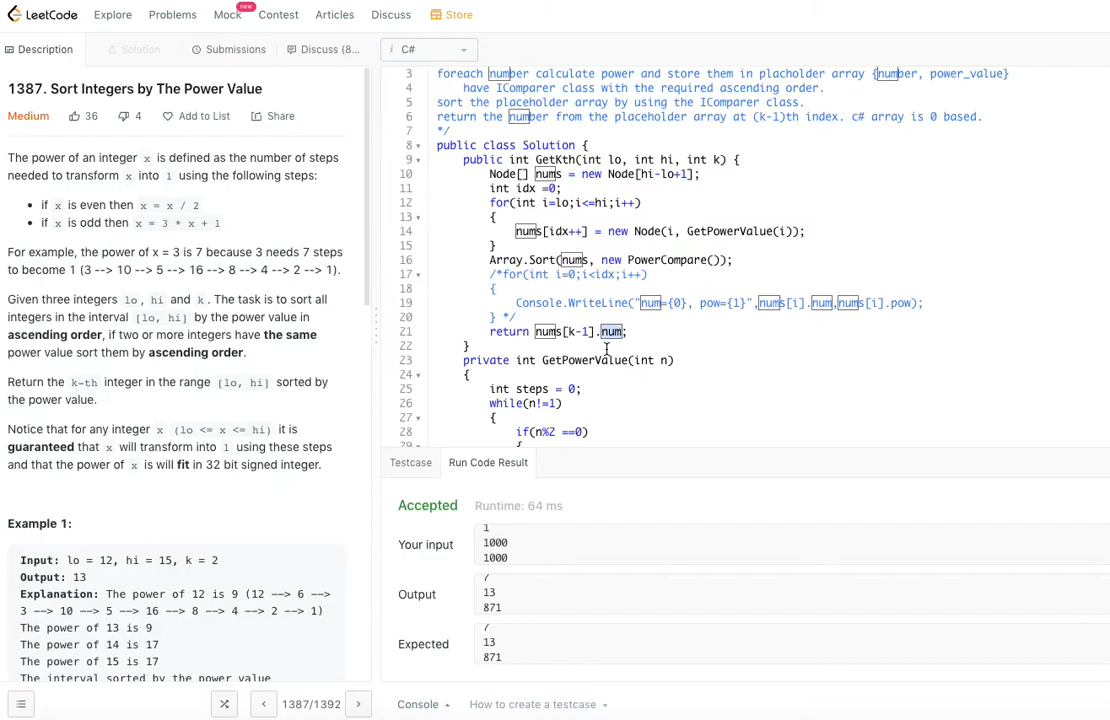 LeetCode
Explore
Problems
Mock
new
Contest
Articles
Discuss
Store
Description
Solution
Submissions
Discuss (8...
i C#
1387. Sort Integers by The Power Value
Medium
36
4
Add to List
Share
The power of an integer x is defined as the number of steps
needed to transform x into 1 using the following steps:
• if x is even then x = x / 2
• if x is odd then x = 3 * x + 1
For example, the power of x = 3 is 7 because 3 needs 7 steps
to become 1 (3 --> 10 --> 5 --> 16 --> 8 --> 4 --> 2 --> 1).
Given three integers lo, hi and k. The task is to sort all
integers in the interval [lo, hi] by the power value in
ascending order, if two or more integers have the same
power value sort them by ascending order.
Return the k-th integer in the range [lo, hi] sorted by
the power value.
Notice that for any integer x (lo <= x <= hi) it is
guaranteed that x will transform into 1 using these steps
and that the power of x is will fit in 32 bit signed integer.
Example 1:
Input: lo = 12, hi = 15, k = 2
Output: 13
Explanation: The power of 12 is 9 (12 --> 6 -->
3 --> 10 --> 5 --> 16 --> 8 --> 4 --> 2 --> 1)
The power of 13 is 9
The power of 14 is 17
The power of 15 is 17
The interval sorted by the power value
1387/1392
3 foreach number calculate power and store them in placholder array {number, power_value}
4 have IComparer class with the required ascending order.
5 sort the placeholder array by using the IComparer class.
6 return the number from the placeholder array at (k-1)th index. c# array is 0 based.
7 */
8 public class Solution {
9 public int GetKth(int lo, int hi, int k) {
10 Node[] nums = new Node[hi-lo+1];
11 int idx =0;
12 for(int i=lo;i<=hi;i++)
13 {
14 nums[idx++] = new Node(i, GetPowerValue(i));
15 }
16 Array.Sort(nums, new PowerCompare());
17 /*for(int i=0;i<idx;i++)
18 {
19 Console.WriteLine("num={0}, pow={1}",nums[i].num,nums[i].pow);
20 } */
21 return nums[k-1].num;
22 }
23 private int GetPowerValue(int n)
24 {
25 int steps = 0;
26 while(n!=1)
27 {
28 if(n%2 ==0)
29 {
Testcase
Run Code Result
Accepted
Runtime: 64 ms
Your input
1
1000
1000
Output
7
13
871
Expected
7
13
871
Console
How to create a testcase